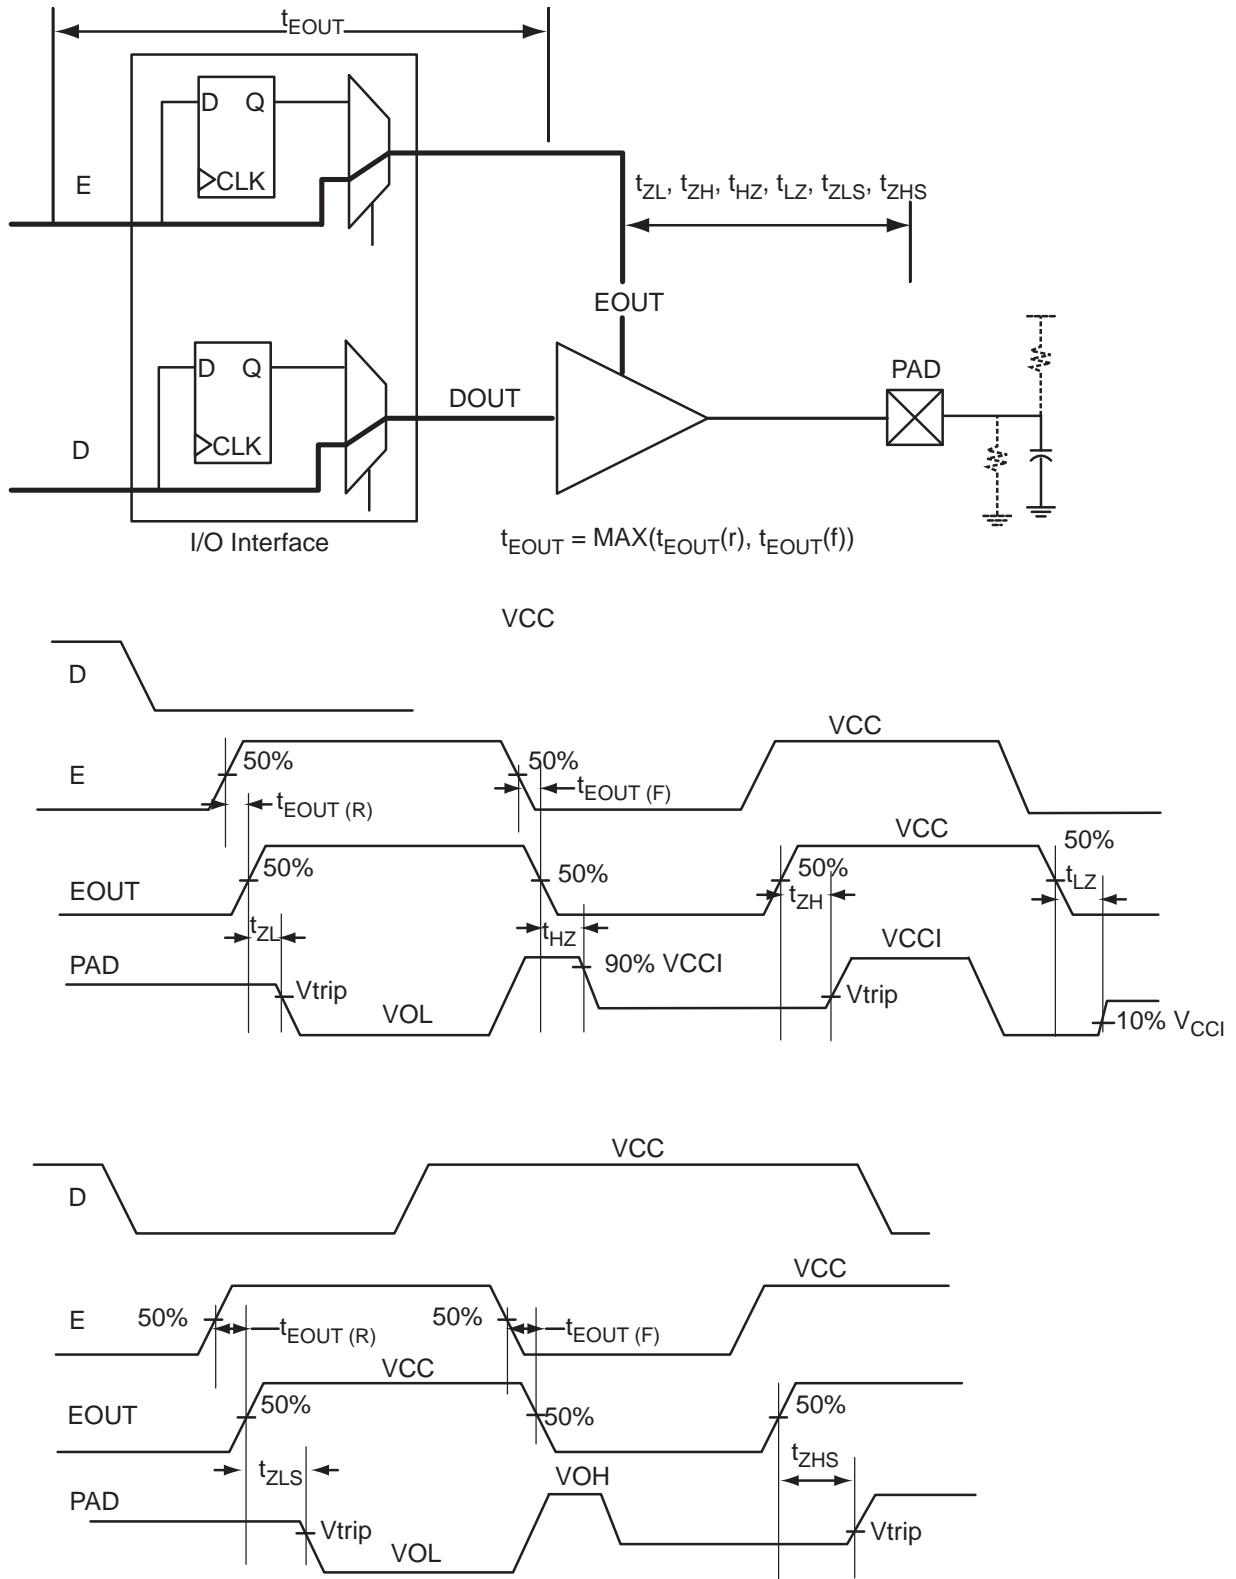 tEOUT
D Q
CLK
E
tZL, tZH, tHZ, tLZ, tZLS, tZHS
EOUT
D Q
CLK
D
DOUT
PAD
I/O Interface
tEOUT = MAX(tEOUT(r), tEOUT(f))
VCC
D
VCC
E
50%
50%
tEOUT (R)
tEOUT (F)
VCC
50%
EOUT
50%
50%
50%
tZL
tHZ
tZH
tLZ
PAD
VCCI
90% VCCI
Vtrip
Vtrip
VOL
10% VCCI
VCC
D
VCC
E
50%
50%
tEOUT (R)
tEOUT (F)
VCC
EOUT
50%
50%
50%
tZLS
tZHS
VOH
PAD
Vtrip
Vtrip
VOL